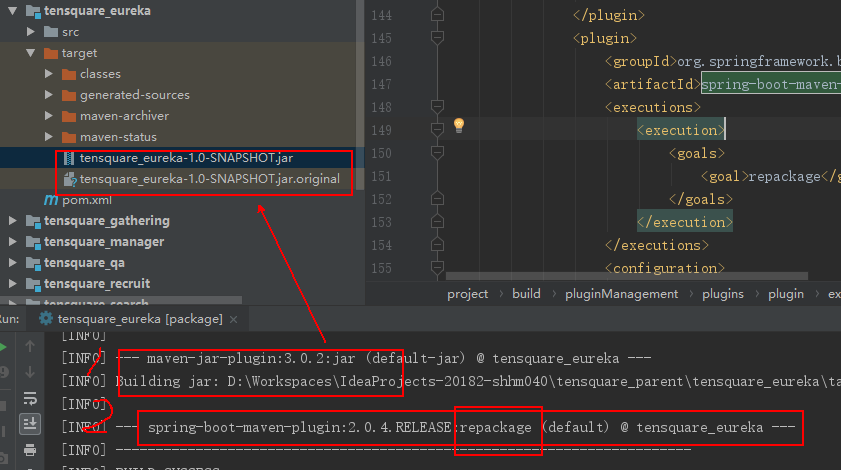 tensquare_eureka
src
target
classes
generated-sources
maven-archiver
maven-status
tensquare_eureka-1.0-SNAPSHOT.jar
tensquare_eureka-1.0-SNAPSHOT.jar.original
pom.xml
tensquare_gathering
tensquare_manager
tensquare_qa
tensquare_recruit
tensquare_search
144 </plugin>
145 <plugin>
146 <groupId>org.springframework.b
147 <artifactId>spring-boot-maven-
148 <executions>
149 <execution>
150 <goals>
151 <goal>repackage</g
152 </goals>
153 </execution>
154 </executions>
155 <configuration>
project › build › pluginManagement › plugins › plugin › ex
Run: tensquare_eureka [package] ×
[INFO]
[INFO] --- maven-jar-plugin:3.0.2:jar (default-jar) @ tensquare_eureka ---
[INFO] Building jar: D:\Workspaces\IdeaProjects-20182-shhm040\tensquare_parent\tensquare_eureka\ta
[INFO]
[INFO] --- spring-boot-maven-plugin:2.0.4.RELEASE:repackage (default) @ tensquare_eureka ---
[INFO] ------------------------------------------------------------------------
[INFO] BUILD SUCCESS